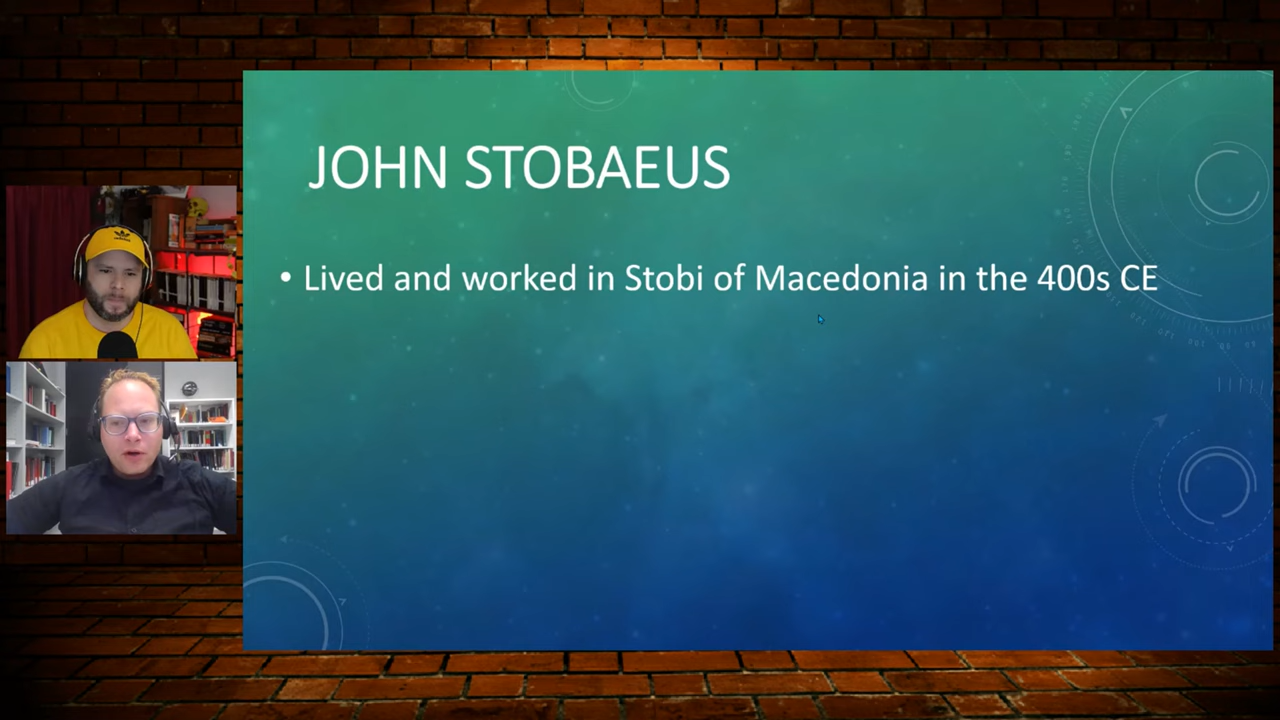 JOHN STOBAEUS
• Lived and worked in Stobi of Macedonia in the 400s CE